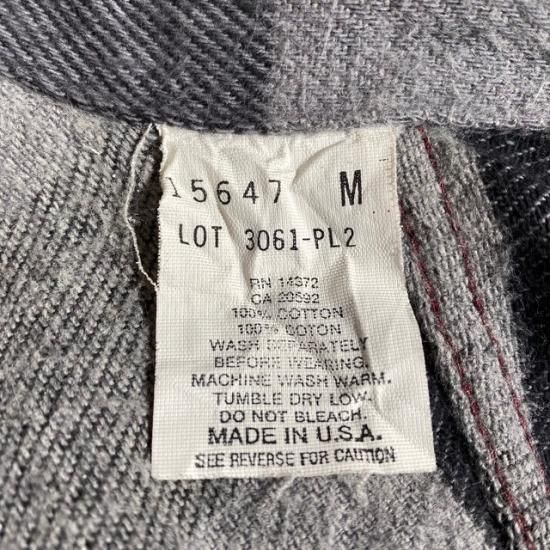 15647 M
LOT 3061-PL2
RN 14372
CA 20592
100% COTTON
100% COTON
WASH SEPARATELY
BEFORE WEARING.
MACHINE WASH WARM.
TUMBLE DRY LOW.
DO NOT BLEACH.
MADE IN U.S.A.
SEE REVERSE FOR CAUTION